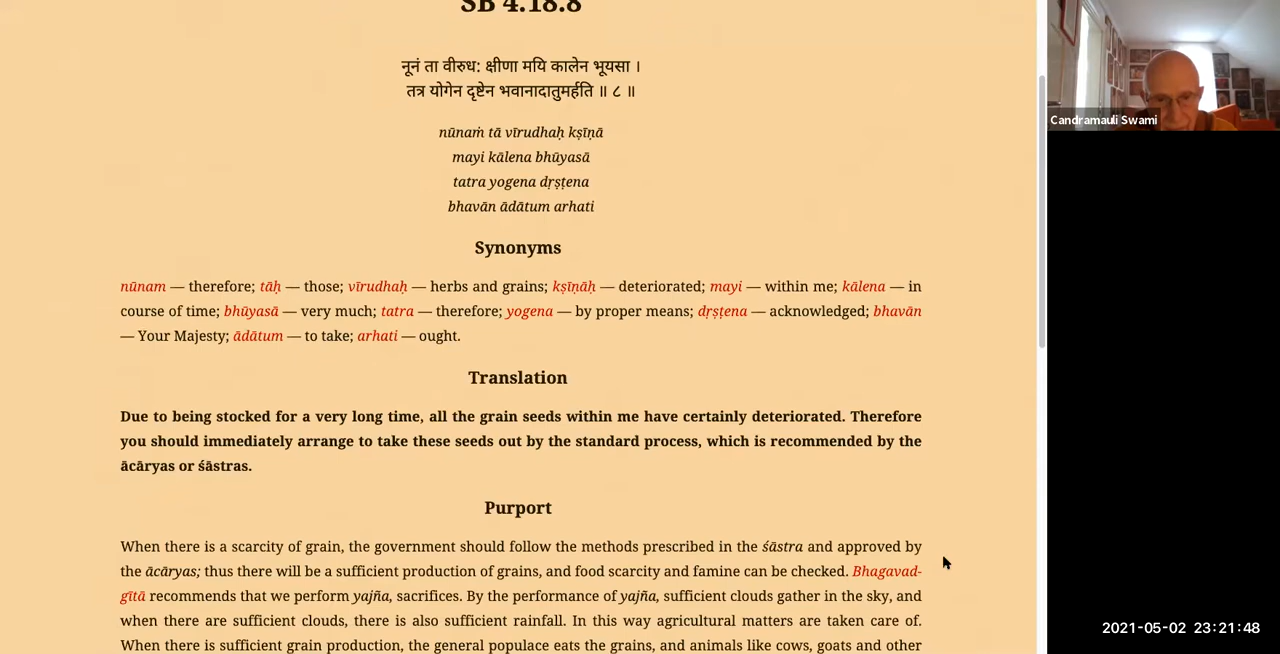 SB 4.18.8
नूनं ता वीरुध: क्षीणा मयि कालेन भूयसा ।
तत्र योगेन दृष्टेन भवानादातुमर्हति ॥ ८ ॥
nūnaṁ tā vīrudhaḥ kṣīṇā
mayi kālena bhūyasā
tatra yogena dṛṣṭena
bhavān ādātum arhati
Synonyms
nūnam — therefore; tāḥ — those; vīrudhaḥ — herbs and grains; kṣīṇāḥ — deteriorated; mayi — within me; kālena — in
course of time; bhūyasā — very much; tatra — therefore; yogena — by proper means; dṛṣṭena — acknowledged; bhavān
— Your Majesty; ādātum — to take; arhati — ought.
Translation
Due to being stocked for a very long time, all the grain seeds within me have certainly deteriorated. Therefore
you should immediately arrange to take these seeds out by the standard process, which is recommended by the
ācāryas or śāstras.
Purport
When there is a scarcity of grain, the government should follow the methods prescribed in the śāstra and approved by
the ācāryas; thus there will be a sufficient production of grains, and food scarcity and famine can be checked. Bhagavad-
gītā recommends that we perform yajña, sacrifices. By the performance of yajña, sufficient clouds gather in the sky, and
when there are sufficient clouds, there is also sufficient rainfall. In this way agricultural matters are taken care of.
When there is sufficient grain production, the general populace eats the grains, and animals like cows, goats and other
Candramauli Swami
2021-05-02 23:21:48